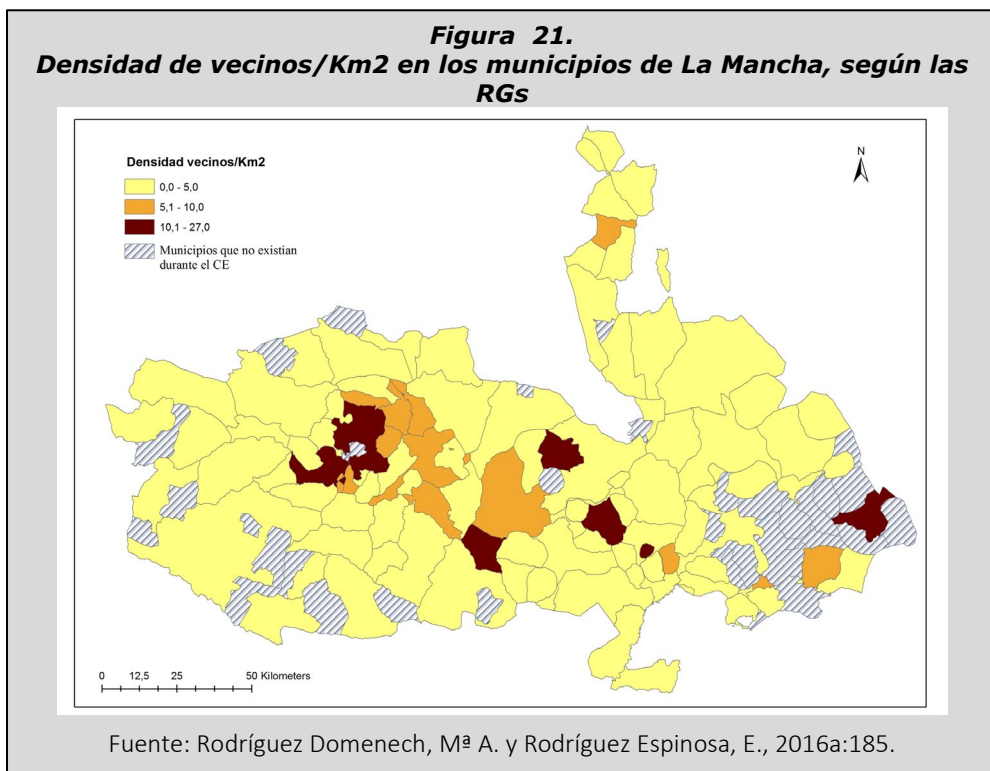 Figura 21.
Densidad de vecinos/Km2 en los municipios de La Mancha, según las
RGs
Densidad vecinos/Km2
0,0 - 5,0
5,1 - 10,0
10,1 - 27,0
Municipios que no existían
durante el CE
N
0 12,5 25 50 Kilometers
Fuente: Rodríguez Domenech, Mª A. y Rodríguez Espinosa, E., 2016a:185.